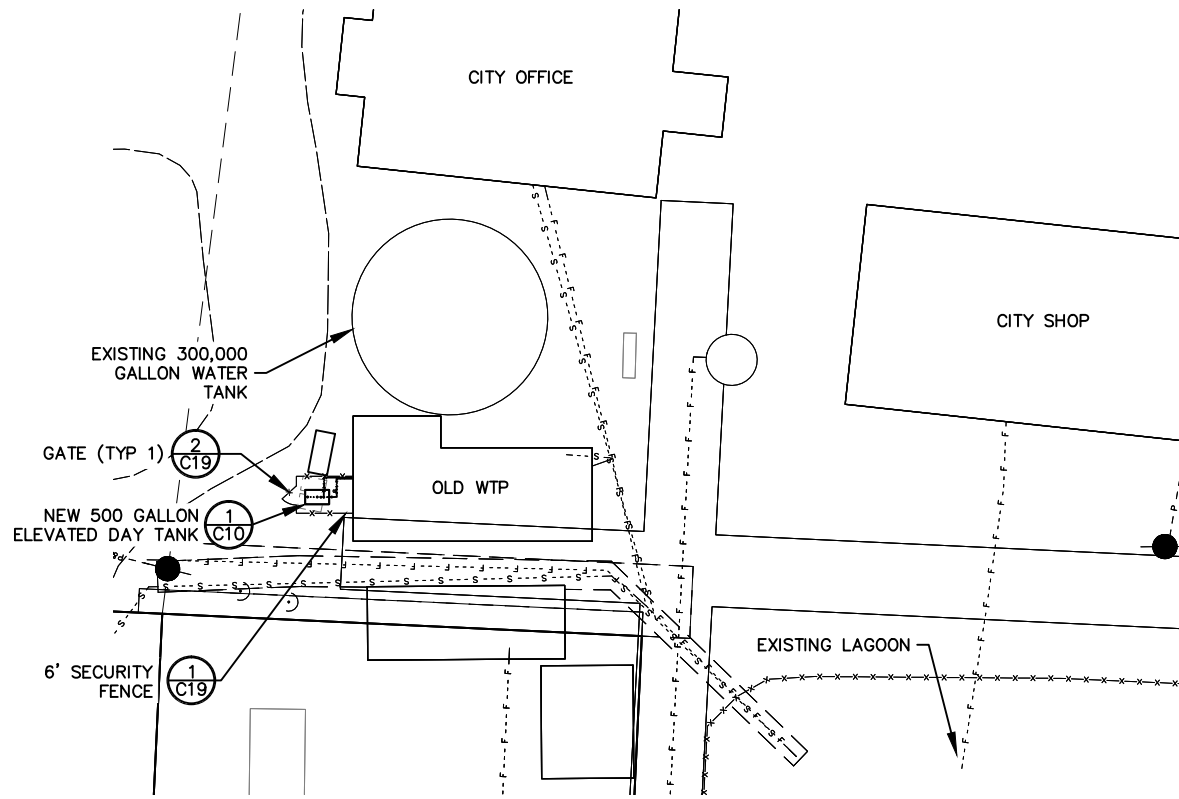 CITY OFFICE
CITY SHOP
EXISTING 300,000
GALLON WATER
TANK
GATE (TYP 1)
2
C19
OLD WTP
NEW 500 GALLON
ELEVATED DAY TANK
1
C10
EXISTING LAGOON
6' SECURITY
FENCE
1
C19